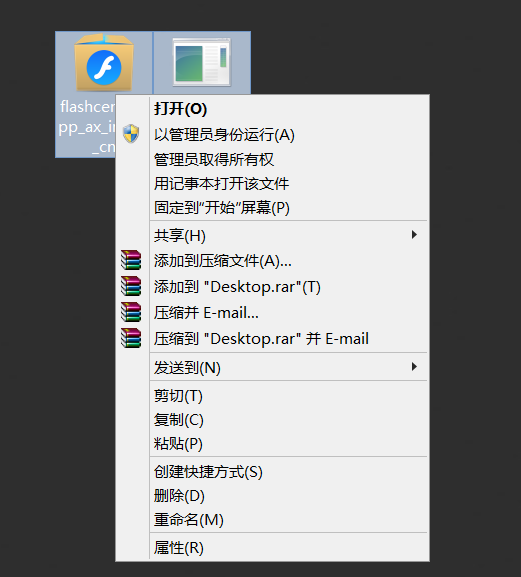 flashcen
pp_ax_in
_cn
打开(O)
以管理员身份运行(A)
管理员取得所有权
用记事本打开该文件
固定到"开始"屏幕(P)
共享(H)
添加到压缩文件(A)...
添加到 "Desktop.rar"(T)
压缩并 E-mail...
压缩到 "Desktop.rar" 并 E-mail
发送到(N)
剪切(T)
复制(C)
粘贴(P)
创建快捷方式(S)
删除(D)
重命名(M)
属性(R)